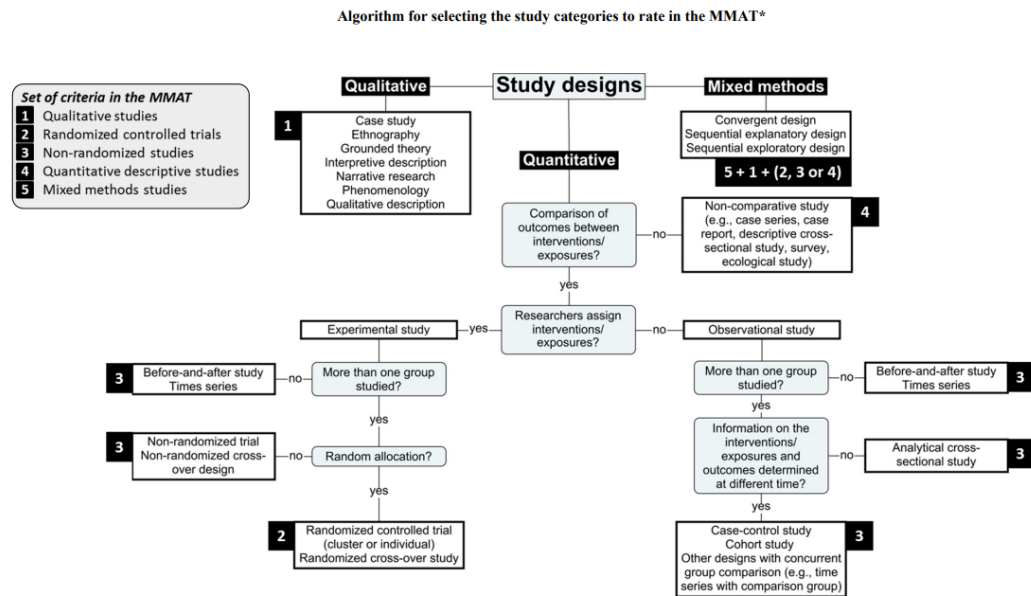 Algorithm for selecting the study categories to rate in the MMAT*
Set of criteria in the MMAT
1 Qualitative studies
2 Randomized controlled trials
3 Non-randomized studies
4 Quantitative descriptive studies
5 Mixed methods studies
Study designs
Qualitative
1
Case study
Ethnography
Grounded theory
Interpretive description
Narrative research
Phenomenology
Qualitative description
Mixed methods
Convergent design
Sequential explanatory design
Sequential exploratory design
5 + 1 + (2, 3 or 4)
Quantitative
Comparison of
outcomes between
interventions/
exposures?
no
Non-comparative study
(e.g., case series, case
report, descriptive cross-
sectional study, survey,
ecological study)
4
yes
Researchers assign
interventions/
exposures?
yes
Experimental study
no
Observational study
More than one group
studied?
no
Before-and-after study
Times series
3
yes
Random allocation?
no
Non-randomized trial
Non-randomized cross-
over design
3
yes
2
Randomized controlled trial
(cluster or individual)
Randomized cross-over study
More than one group
studied?
no
Before-and-after study
Times series
3
yes
Information on the
interventions/
exposures and
outcomes determined
at different time?
no
Analytical cross-
sectional study
3
yes
Case-control study
Cohort study
Other designs with concurrent
group comparison (e.g., time
series with comparison group)
3